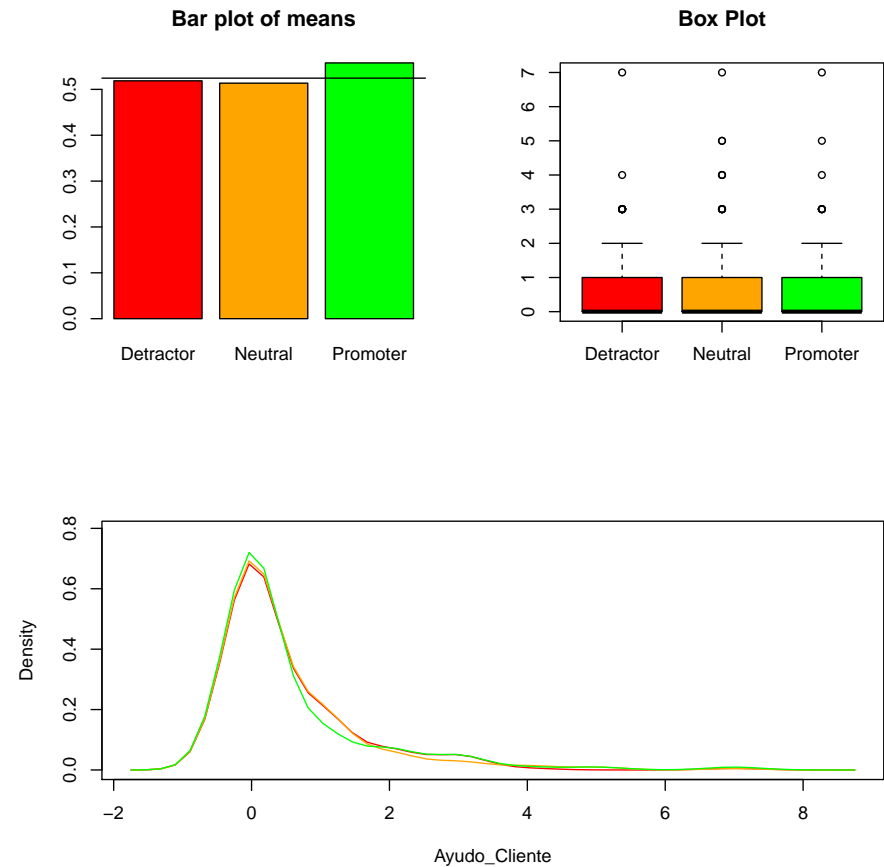 Bar plot of means
0.0 0.1 0.2 0.3 0.4 0.5
Detractor Neutral Promoter
Box Plot
0 1 2 3 4 5 6 7
Detractor Neutral Promoter
Density
0.0 0.2 0.4 0.6 0.8
−2 0 2 4 6 8
Ayudo_Cliente